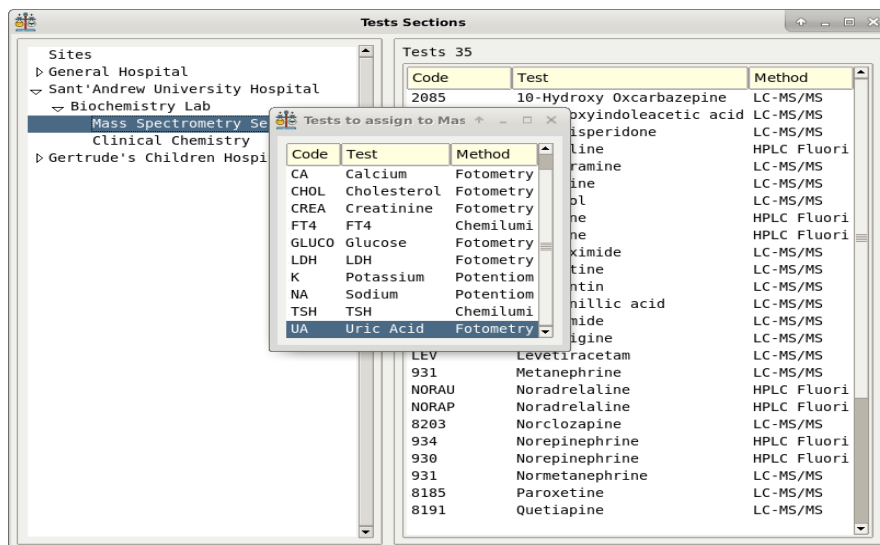 Tests Sections
Sites
General Hospital
Sant'Andrew University Hospital
Biochemistry Lab
Mass Spectrometry Se
Clinical Chemistry
Gertrude's Children Hospi
Tests to assign to Mas
Code Test Method
CA Calcium Fotometry
CHOL Cholesterol Fotometry
CREA Creatinine Fotometry
FT4 FT4 Chemilumi
GLUCO Glucose Fotometry
LDH LDH Fotometry
K Potassium Potentiom
NA Sodium Potentiom
TSH TSH Chemilumi
UA Uric Acid Fotometry
Tests 35
Code Test Method
2085 10-Hydroxy Oxcarbazepine LC-MS/MS
oxyindoleacetic acid LC-MS/MS
isperidone LC-MS/MS
line HPLC Fluori
ramine LC-MS/MS
ine LC-MS/MS
ol LC-MS/MS
ne HPLC Fluori
ne HPLC Fluori
ximide LC-MS/MS
tine LC-MS/MS
ntin LC-MS/MS
nillic acid LC-MS/MS
mide LC-MS/MS
igine LC-MS/MS
LEV Levetiracetam LC-MS/MS
931 Metanephrine LC-MS/MS
NORAU Noradrelaline HPLC Fluori
NORAP Noradrelaline HPLC Fluori
8203 Norclozapine LC-MS/MS
934 Norepinephrine HPLC Fluori
930 Norepinephrine HPLC Fluori
931 Normetanephrine LC-MS/MS
8185 Paroxetine LC-MS/MS
8191 Quetiapine LC-MS/MS